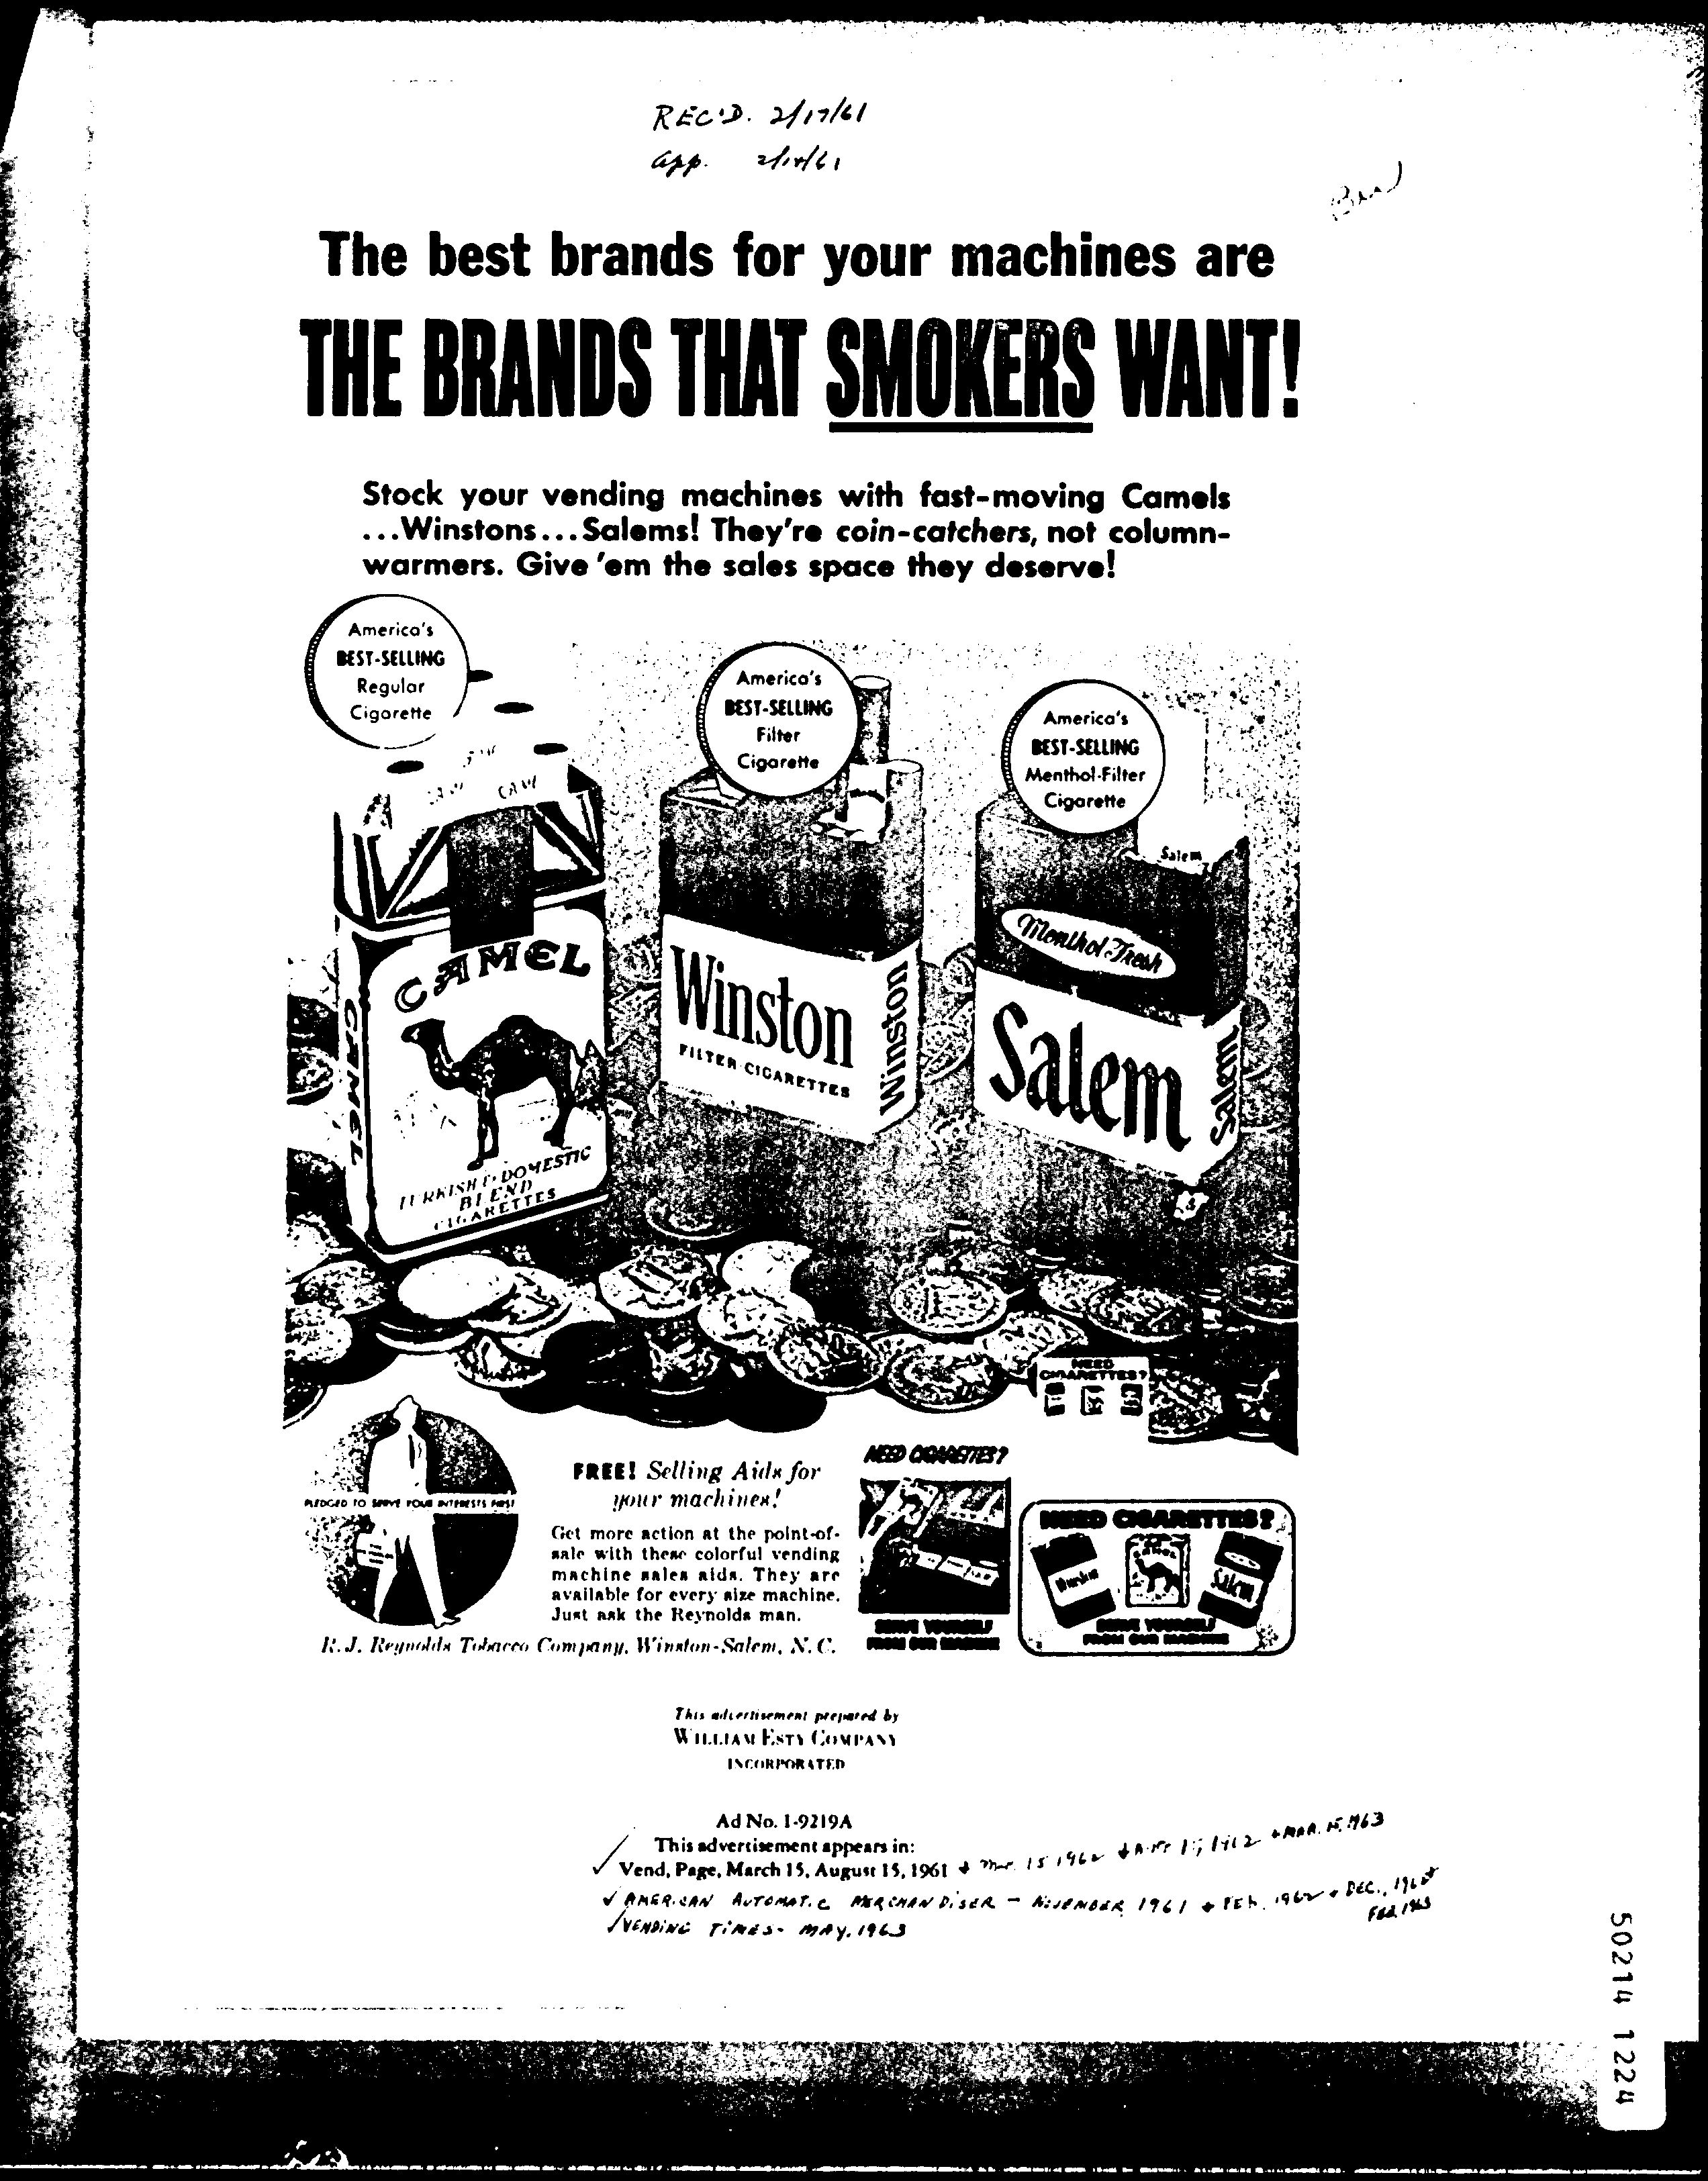 REC'D. 2/17/61
app.
The best brands for your machines are
THE BRANDS THAT SMOKERS WANT!
Stock your vending machines with fast-moving Camels
...Winstons...Salems! They're coin-catchers, not column-
warmers. Give 'em the sales space they deserve!
America's
BEST-SELLING
Regular
Cigarette
America's
BEST-SELLING
Filter
Cigarette
America's
BEST-SELLING
Menthol-Filter
Cigarette
CAMEL
CAMEL
TURKISH & DOMESTIC
BLEND
CIGARETTES
Winston
FILTER·CIGARETTES
Winston
Salem
Menthol Fresh
Salem
Salem
NEED
CIGARETTES?
PLEDGED TO SERVE YOUR INTERESTS FIRST
FREE! Selling Aids for
your machines!
Get more action at the point-of-
sale with these colorful vending
machine sales aids. They are
available for every size machine.
Just ask the Reynolds man.
R. J. Reynolds Tobacco Company, Winston-Salem, N. C.
NEED CIGARETTES?
SERVE YOURSELF
FROM OUR MACHINE
NEED CIGARETTES?
Winston
CAMEL
Salem
SERVE YOURSELF
FROM OUR MACHINE
This advertisement prepared by
WILLIAM ESTY COMPANY
INCORPORATED
Ad No. 1-9219A
This advertisement appears in:
Vend, Page, March 15, August 15, 1961 + Mar. 15 1962 + 1962 + MAR. 15, 1963
✓ AMERICAN AUTOMATIC MERCHANDISER - NOVEMBER 1961 + FEB. 1962 + DEC.,
FEB. 1963
✓ VENDING TIMES - MAY, 1963
50214 1224